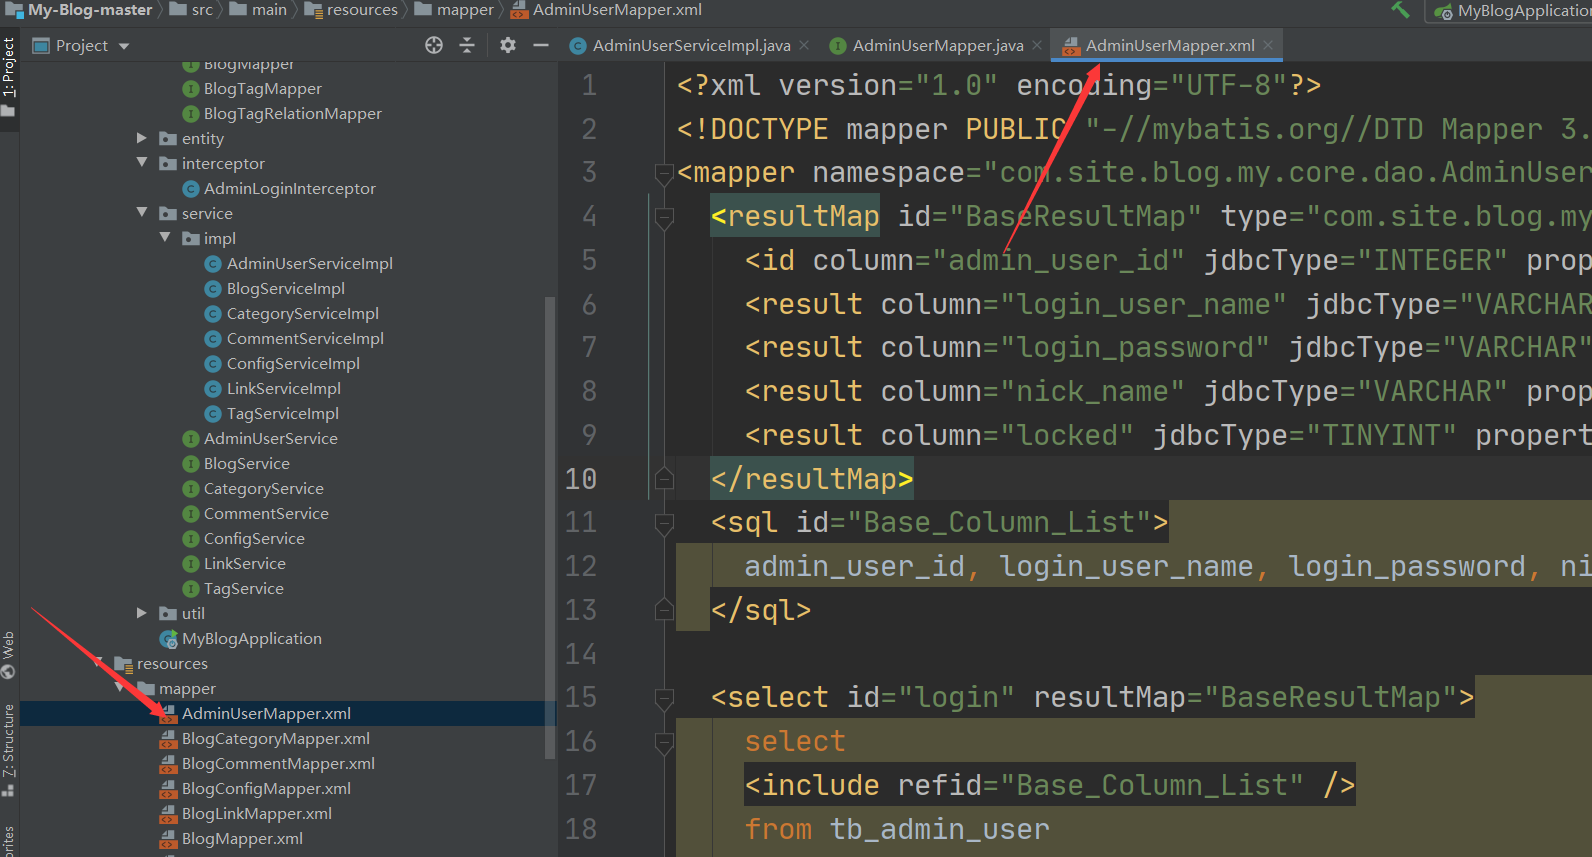 My-Blog-master src main resources mapper AdminUserMapper.xml MyBlogApplication
Project
AdminUserServiceImpl.java AdminUserMapper.java AdminUserMapper.xml
1: Project
BlogMapper
BlogTagMapper
BlogTagRelationMapper
entity
interceptor
AdminLoginInterceptor
service
impl
AdminUserServiceImpl
BlogServiceImpl
CategoryServiceImpl
CommentServiceImpl
ConfigServiceImpl
LinkServiceImpl
TagServiceImpl
AdminUserService
BlogService
CategoryService
CommentService
ConfigService
LinkService
TagService
util
MyBlogApplication
resources
mapper
AdminUserMapper.xml
BlogCategoryMapper.xml
BlogCommentMapper.xml
BlogConfigMapper.xml
BlogLinkMapper.xml
BlogMapper.xml
Web
7: Structure
1 <?xml version="1.0" encoding="UTF-8"?>
2 <!DOCTYPE mapper PUBLIC "-//mybatis.org//DTD Mapper 3.
3 <mapper namespace="com.site.blog.my.core.dao.AdminUser
4 <resultMap id="BaseResultMap" type="com.site.blog.my
5 <id column="admin_user_id" jdbcType="INTEGER" prop
6 <result column="login_user_name" jdbcType="VARCHAR
7 <result column="login_password" jdbcType="VARCHAR"
8 <result column="nick_name" jdbcType="VARCHAR" prop
9 <result column="locked" jdbcType="TINYINT" propert
10 </resultMap>
11 <sql id="Base_Column_List">
12 admin_user_id, login_user_name, login_password, ni
13 </sql>
14
15 <select id="login" resultMap="BaseResultMap">
16 select
17 <include refid="Base_Column_List" />
18 from tb_admin_user